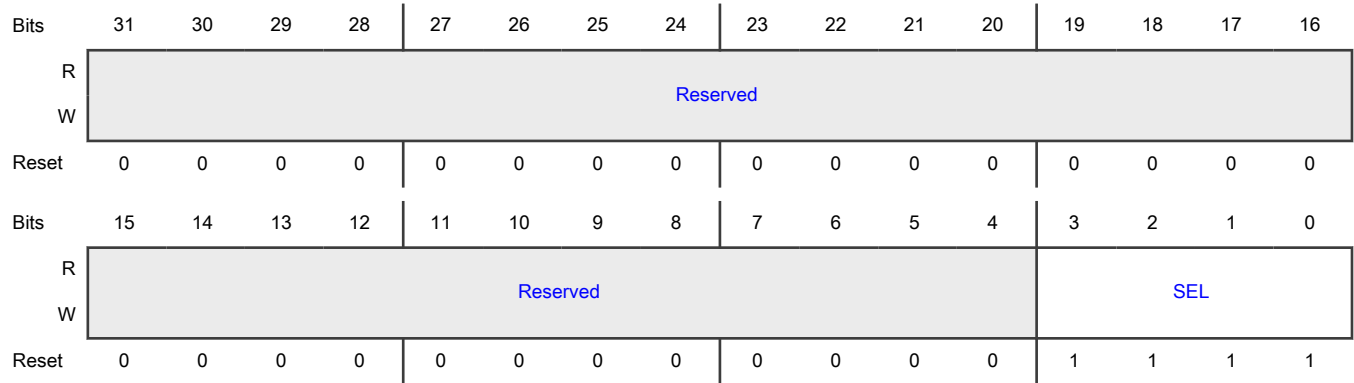 Bits 31 30 29 28 27 26 25 24 23 22 21 20 19 18 17 16
R
Reserved
W
Reset 0 0 0 0 0 0 0 0 0 0 0 0 0 0 0 0
Bits 15 14 13 12 11 10 9 8 7 6 5 4 3 2 1 0
R
Reserved SEL
W
Reset 0 0 0 0 0 0 0 0 0 0 0 0 1 1 1 1